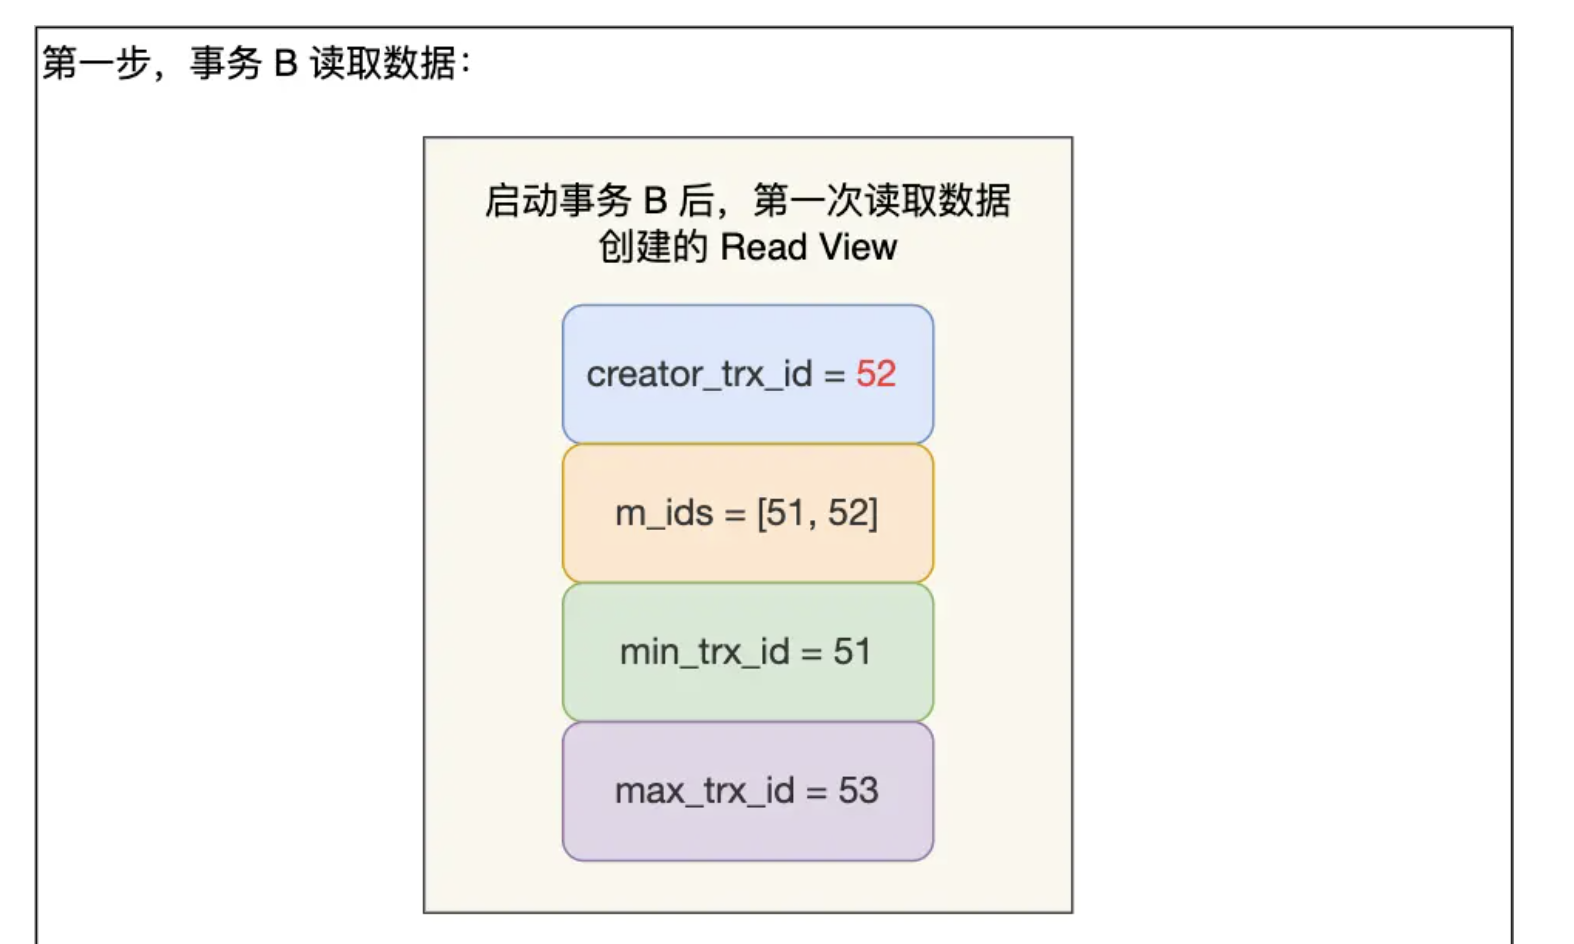 第一步，事务 B 读取数据：
启动事务 B 后，第一次读取数据
创建的 Read View
creator_trx_id = 52
m_ids = [51, 52]
min_trx_id = 51
max_trx_id = 53